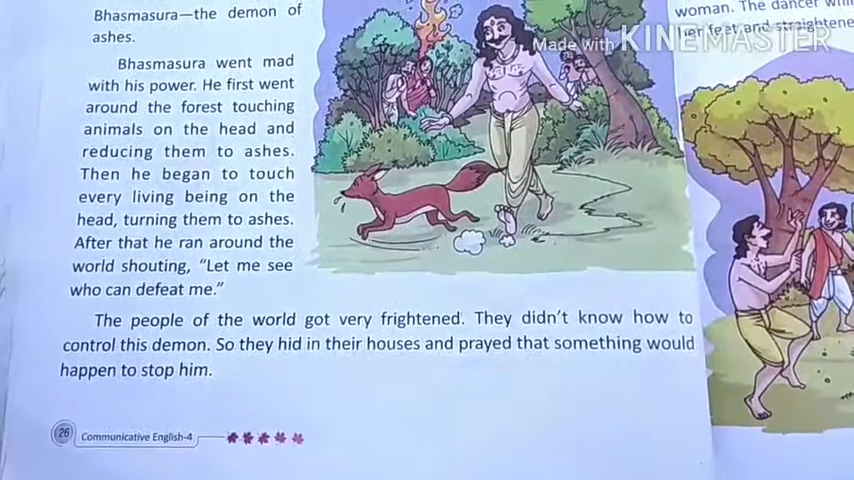 Bhasmasura—the demon of
ashes.
Bhasmasura went mad
with his power. He first went
around the forest touching
animals on the head and
reducing them to ashes.
Then he began to touch
every living being on the
head, turning them to ashes.
After that he ran around the
world shouting, “Let me see
who can defeat me.”
The people of the world got very frightened. They didn’t know how to
control this demon. So they hid in their houses and prayed that something would
happen to stop him.
26 Communicative English-4
woman. The dancer
her feet and
Made with KINEMASTER